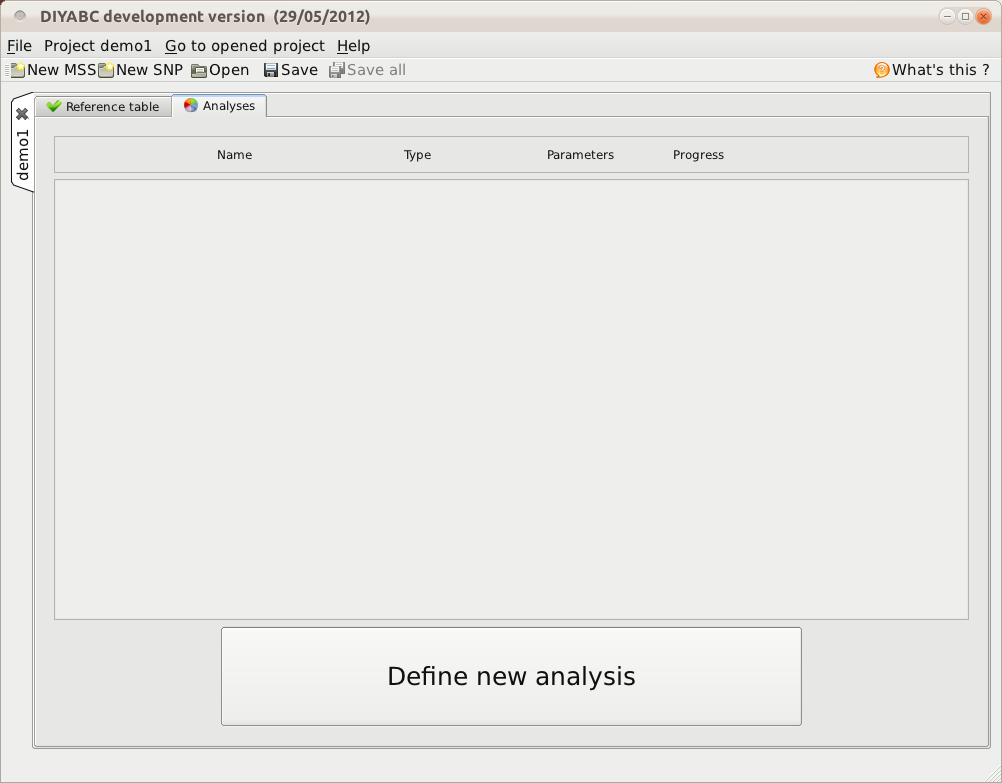 DIYABC development version (29/05/2012)
File Project demo1 Go to opened project Help
New MSS New SNP Open Save Save all What's this ?
demo1
Reference table Analyses
Name Type Parameters Progress
Define new analysis